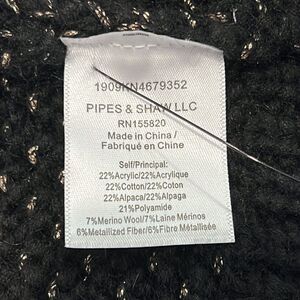 1909KN4679352
PIPES & SHAW LLC
RN155820
Made in China /
Fabriqué en Chine
Self/Principal:
22%Acrylic/22%Acrylique
22%Cotton/22%Coton
22%Alpaca/22%Alpaga
21%Polyamide
7%Merino Wool/7%Laine Mérinos
6%Metallized Fiber/6%Fibre Métallisée